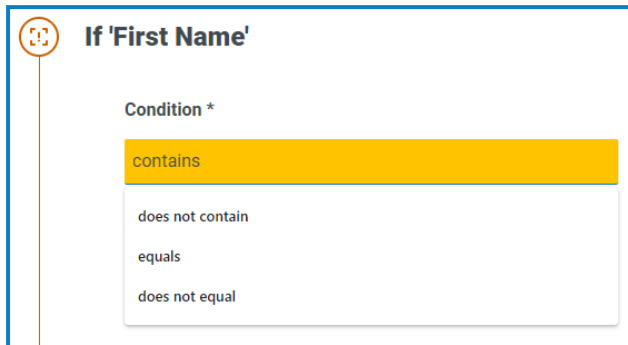 If 'First Name'
Condition *
contains
does not contain
equals
does not equal